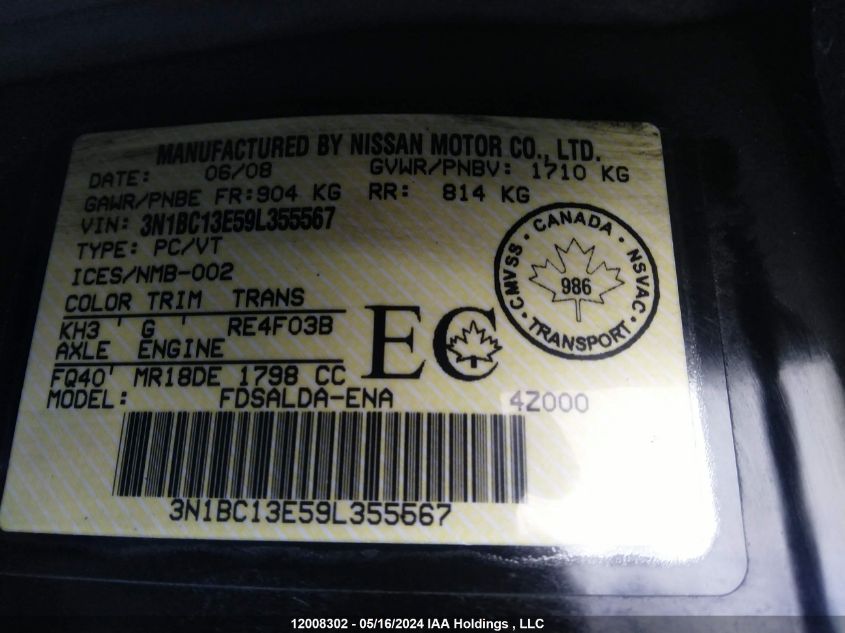 MANUFACTURED BY NISSAN MOTOR CO., LTD.
DATE: 06/08 GVWR/PNBV: 1710 KG
GAWR/PNBE FR:904 KG RR: 814 KG
VIN: 3N1BC13E59L355567
TYPE: PC/VT
ICES/NMB-002
COLOR TRIM TRANS
KH3 ' G ' RE4F03B
AXLE ENGINE
FQ40 ' MR18DE 1798 CC
EC
CANADA • NSVAC • TRANSPORT • CMVSS •
986
MODEL: FDSALDA-ENA 4Z000
3N1BC13E59L355567
12008302 - 05/16/2024 IAA Holdings , LLC